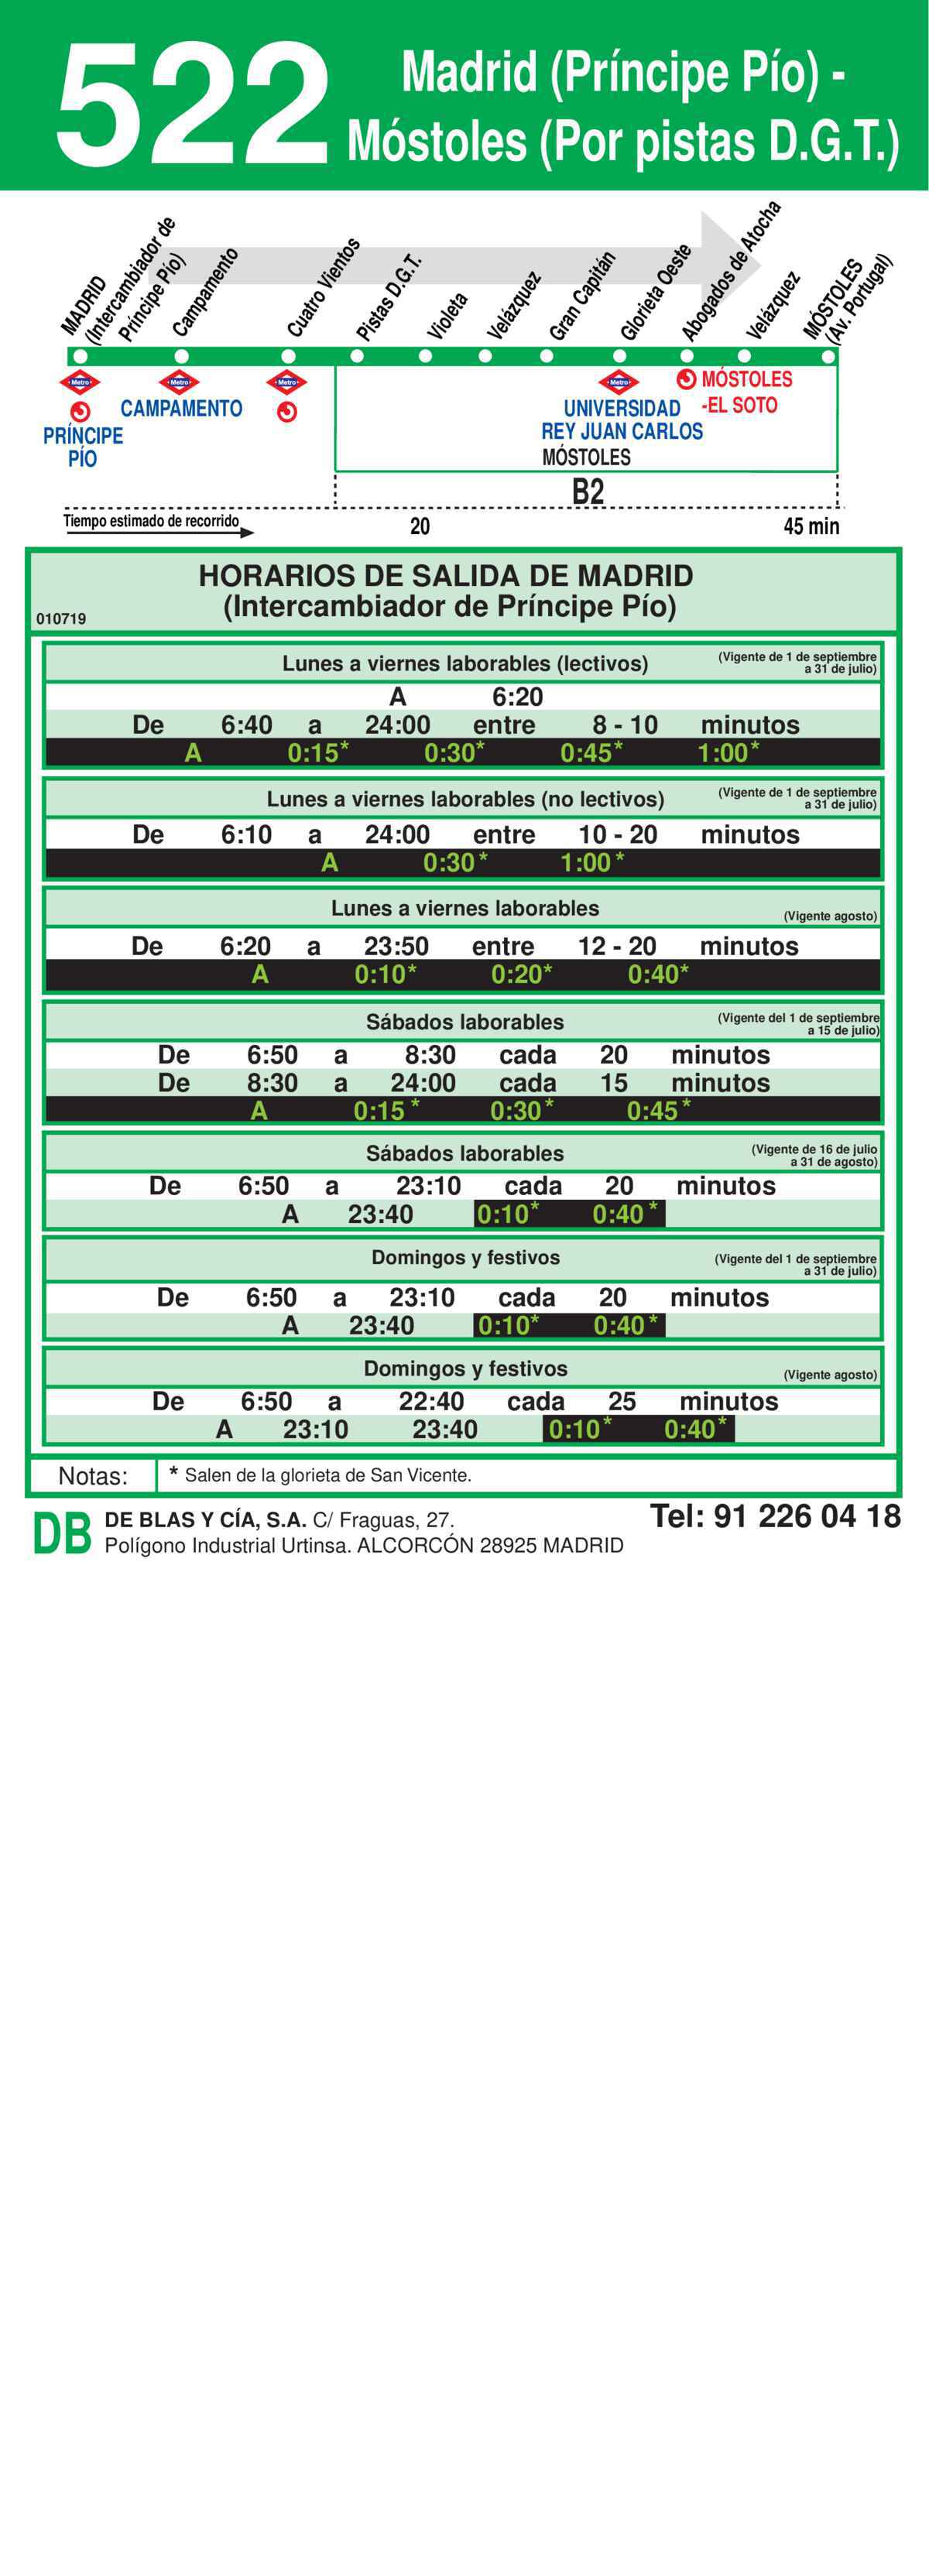 522
Madrid (Príncipe Pío) -
Móstoles (Por pistas D.G.T.)
MADRID
(Intercambiador de
Príncipe Pío)
Campamento
Cuatro Vientos
Pistas D.G.T.
Violeta
Velázquez
Gran Capitán
Glorieta Oeste
Abogados de Atocha
Velázquez
MÓSTOLES
(Av. Portugal)
Metro
Metro
Metro
Metro
PRÍNCIPE
PÍO
CAMPAMENTO
UNIVERSIDAD
REY JUAN CARLOS
MÓSTOLES
-EL SOTO
MÓSTOLES
B2
Tiempo estimado de recorrido
20
45 min
HORARIOS DE SALIDA DE MADRID
(Intercambiador de Príncipe Pío)
010719
Lunes a viernes laborables (lectivos)
(Vigente de 1 de septiembre
a 31 de julio)
A 6:20
De 6:40 a 24:00 entre 8 - 10 minutos
A 0:15* 0:30* 0:45* 1:00*
Lunes a viernes laborables (no lectivos)
(Vigente de 1 de septiembre
a 31 de julio)
De 6:10 a 24:00 entre 10 - 20 minutos
A 0:30* 1:00*
Lunes a viernes laborables
(Vigente agosto)
De 6:20 a 23:50 entre 12 - 20 minutos
A 0:10* 0:20* 0:40*
Sábados laborables
(Vigente del 1 de septiembre
a 15 de julio)
De 6:50 a 8:30 cada 20 minutos
De 8:30 a 24:00 cada 15 minutos
A 0:15* 0:30* 0:45*
Sábados laborables
(Vigente de 16 de julio
a 31 de agosto)
De 6:50 a 23:10 cada 20 minutos
A 23:40 0:10* 0:40*
Domingos y festivos
(Vigente del 1 de septiembre
a 31 de julio)
De 6:50 a 23:10 cada 20 minutos
A 23:40 0:10* 0:40*
Domingos y festivos
(Vigente agosto)
De 6:50 a 22:40 cada 25 minutos
A 23:10 23:40 0:10* 0:40*
Notas: * Salen de la glorieta de San Vicente.
DB
DE BLAS Y CÍA, S.A. C/ Fraguas, 27.
Polígono Industrial Urtinsa. ALCORCÓN 28925 MADRID
Tel: 91 226 04 18